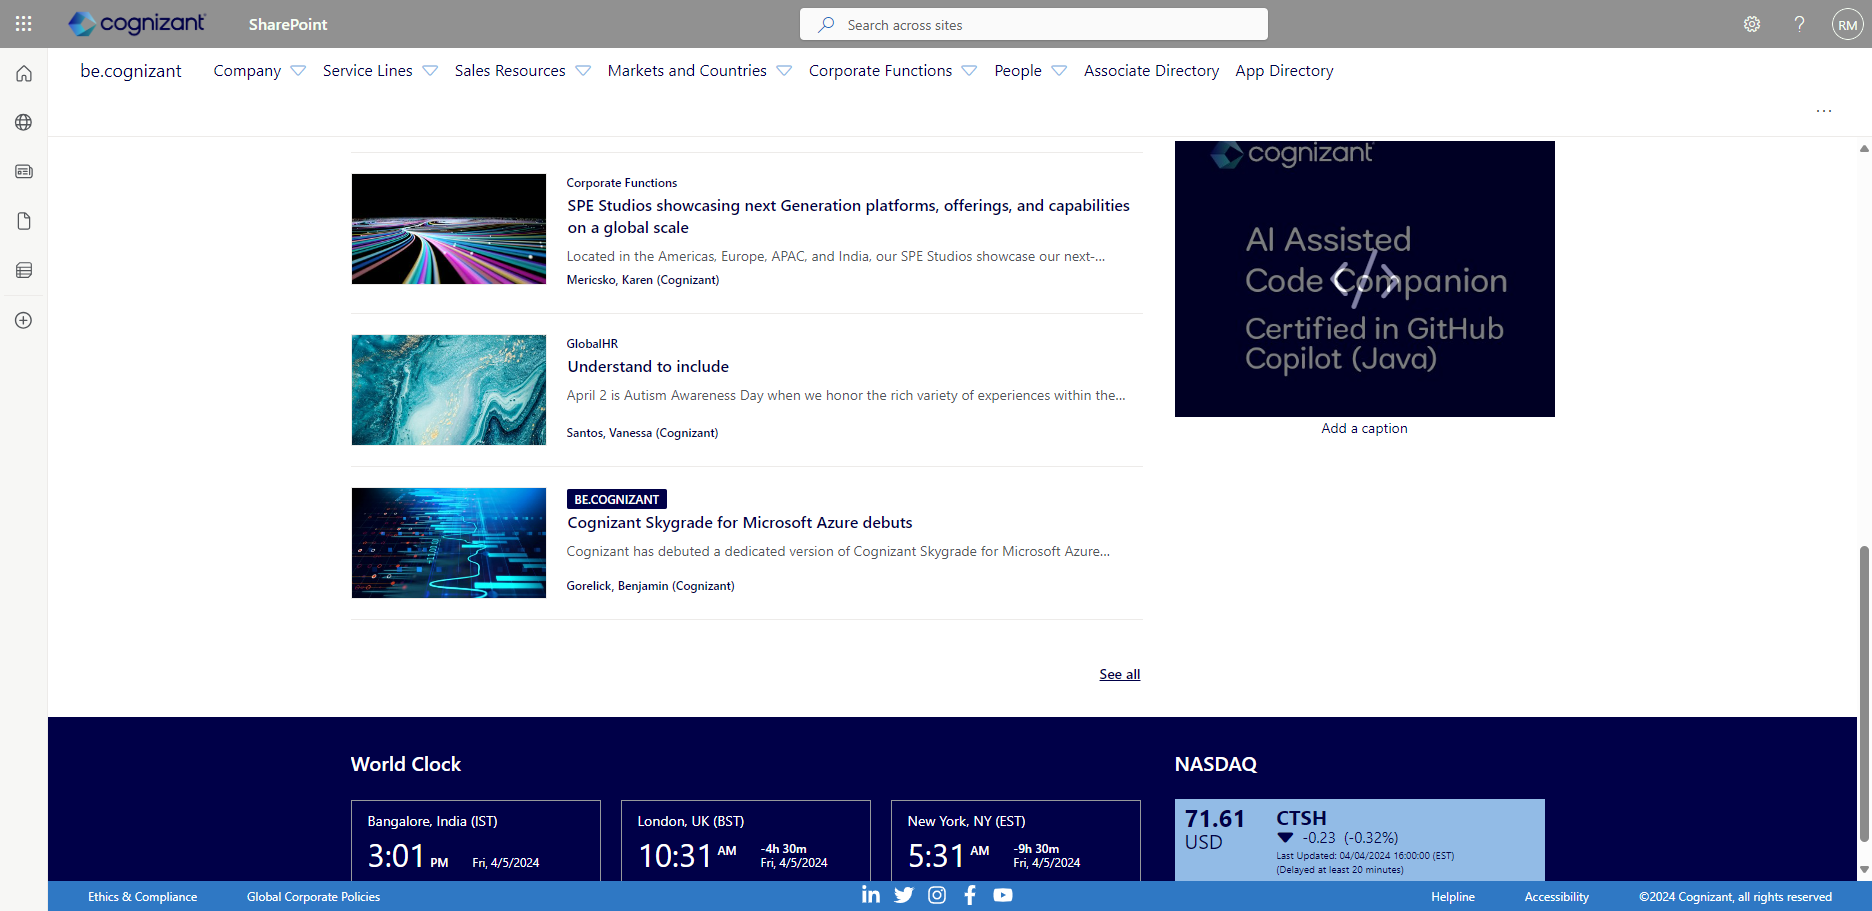 cognizant
SharePoint
Search across sites
?
RM
be.cognizant
Company
Service Lines
Sales Resources
Markets and Countries
Corporate Functions
People
Associate Directory
App Directory
...
Corporate Functions
SPE Studios showcasing next Generation platforms, offerings, and capabilities
on a global scale
Located in the Americas, Europe, APAC, and India, our SPE Studios showcase our next-...
Mericsko, Karen (Cognizant)
GlobalHR
Understand to include
April 2 is Autism Awareness Day when we honor the rich variety of experiences within the...
Santos, Vanessa (Cognizant)
BE.COGNIZANT
Cognizant Skygrade for Microsoft Azure debuts
Cognizant has debuted a dedicated version of Cognizant Skygrade for Microsoft Azure...
Gorelick, Benjamin (Cognizant)
See all
cognizant
AI Assisted
Code Companion
</>
Certified in GitHub
Copilot (Java)
Add a caption
World Clock
Bangalore, India (IST)
3:01 PM
Fri, 4/5/2024
London, UK (BST)
10:31 AM
-4h 30m
Fri, 4/5/2024
New York, NY (EST)
5:31 AM
-9h 30m
Fri, 4/5/2024
NASDAQ
71.61
USD
CTSH
-0.23 (-0.32%)
Last Updated: 04/04/2024 16:00:00 (EST)
(Delayed at least 20 minutes)
Ethics & Compliance
Global Corporate Policies
Helpline
Accessibility
©2024 Cognizant, all rights reserved